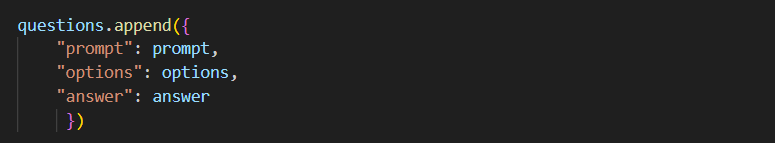 questions.append({
    "prompt": prompt,
    "options": options,
    "answer": answer
     })